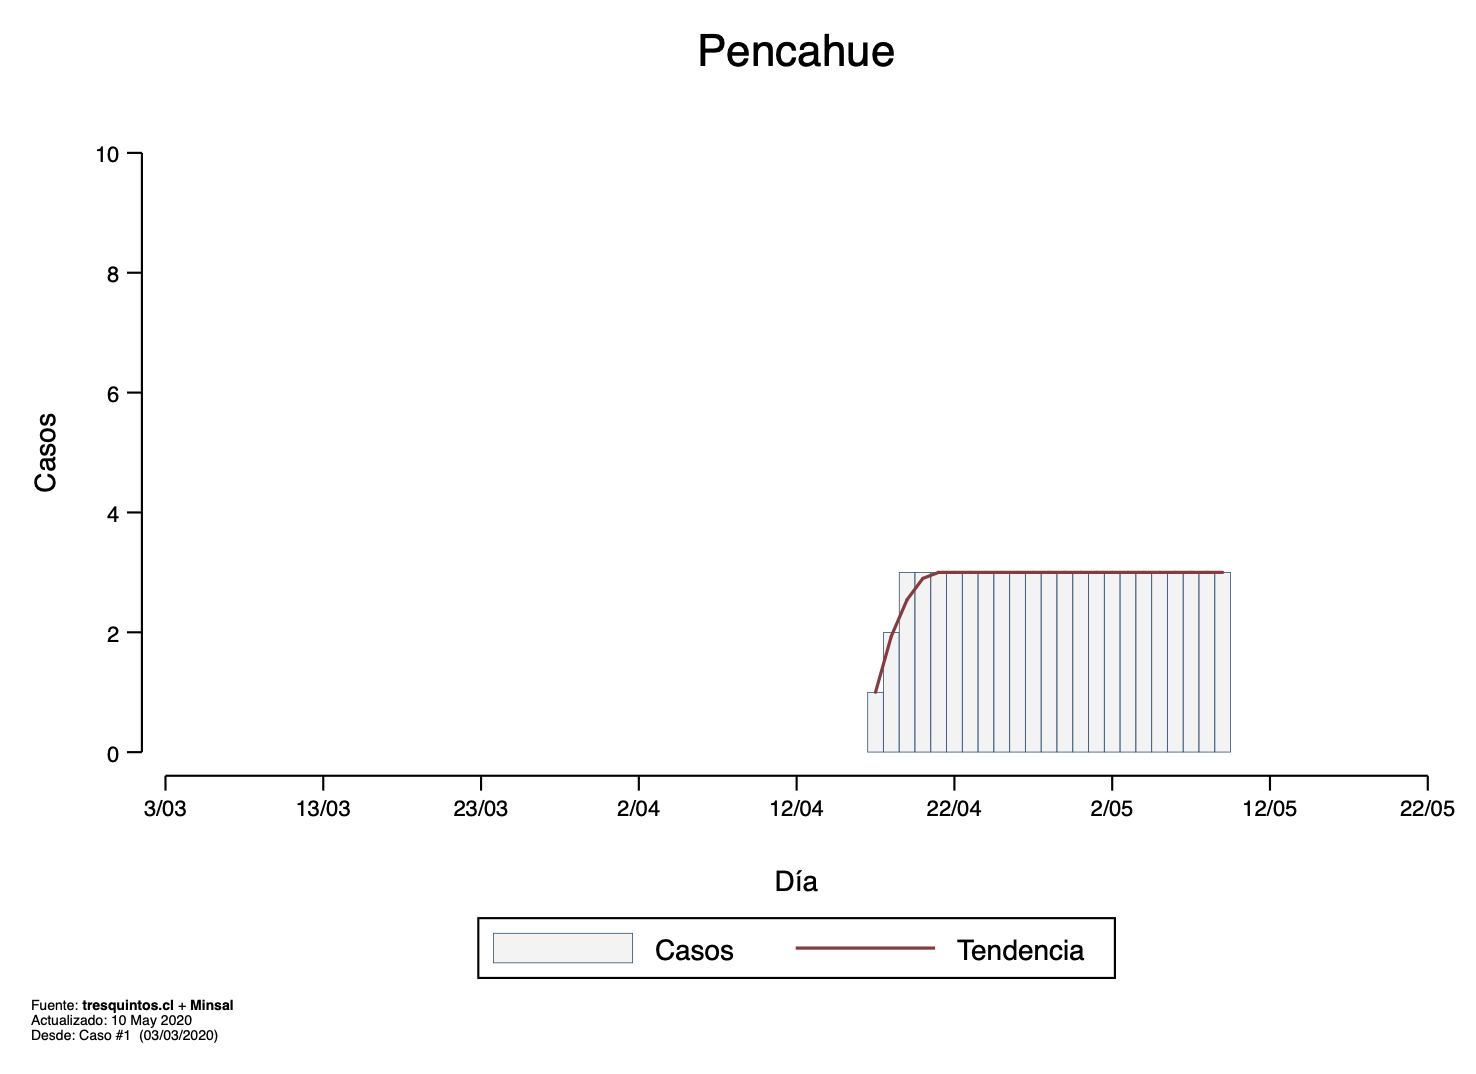 Pencahue
10
8
6
4
2
0
Casos
3/03 13/03 23/03 2/04 12/04 22/04 2/05 12/05 22/05
Día
Casos Tendencia
Fuente: tresquintos.cl + Minsal
Actualizado: 10 May 2020
Desde: Caso #1 (03/03/2020)